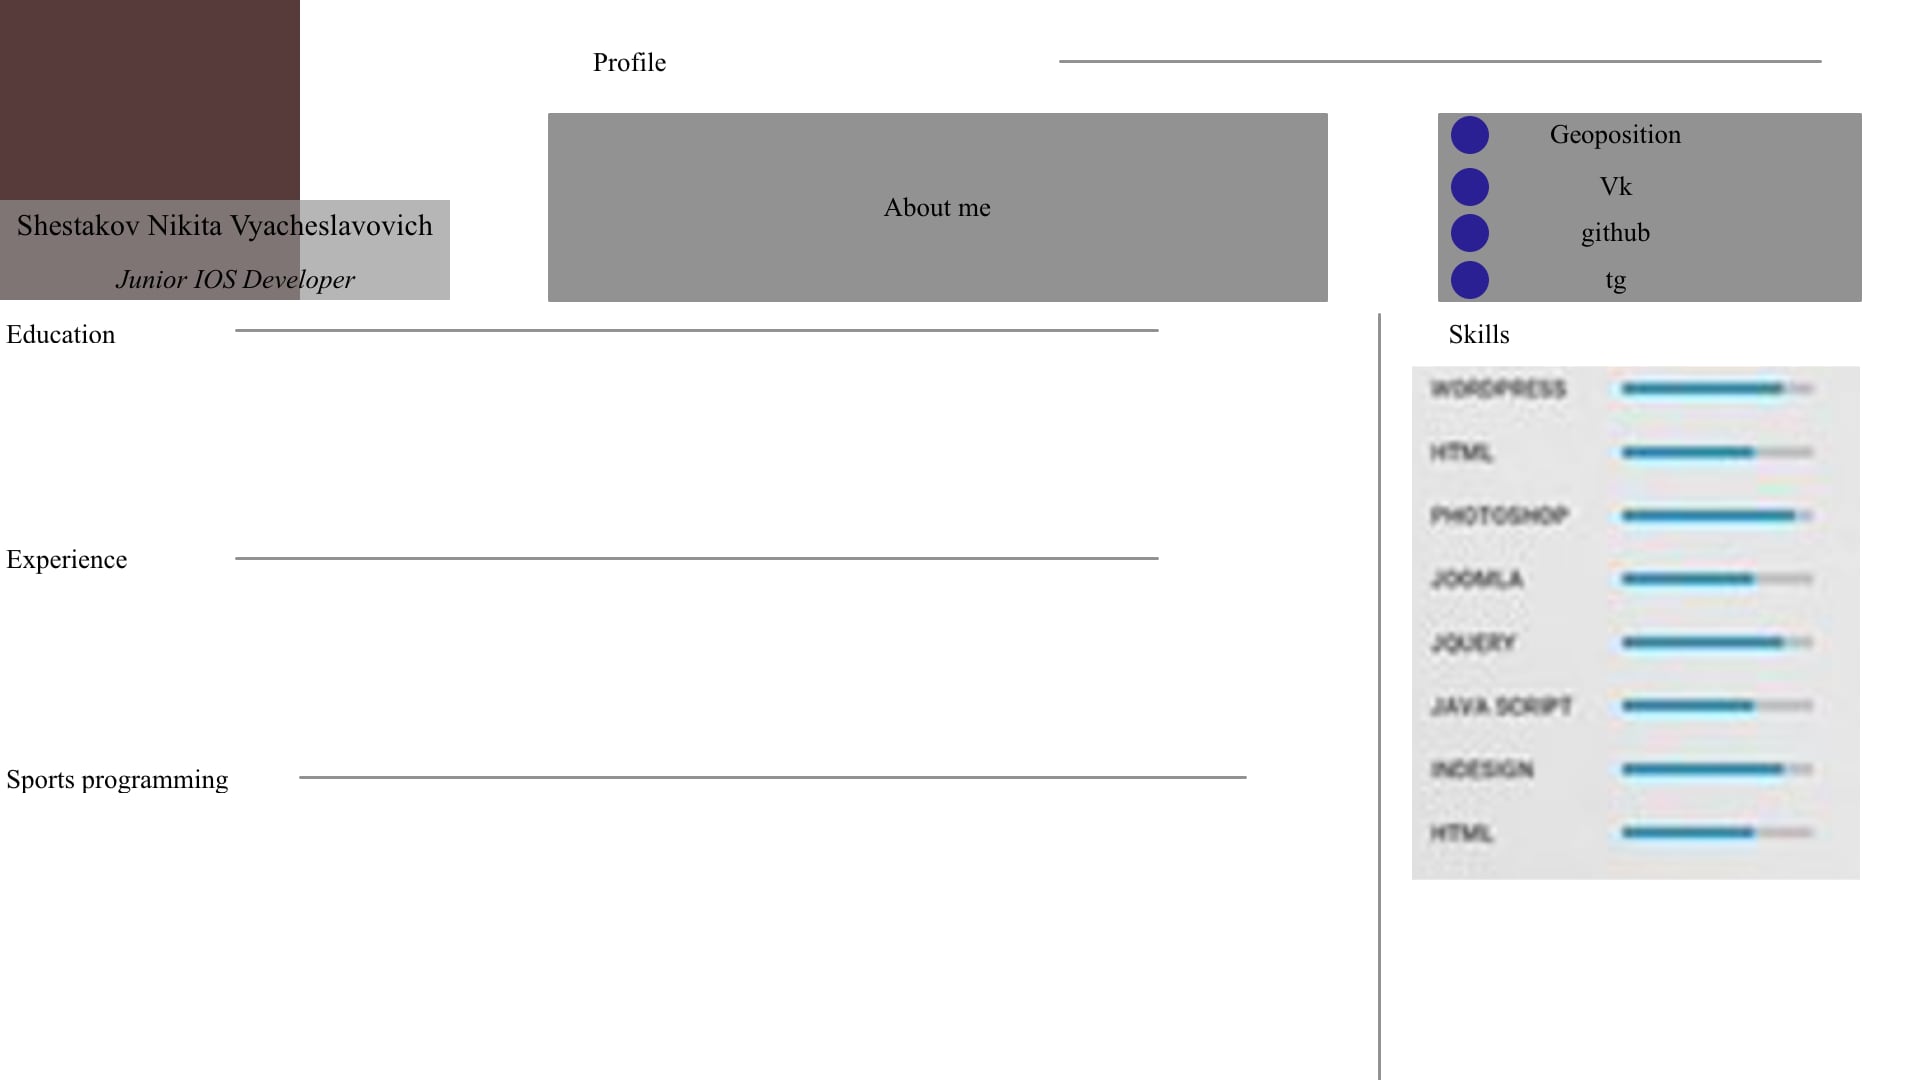 Profile
Shestakov Nikita Vyacheslavovich
Junior IOS Developer
About me
Geoposition
Vk
github
tg
Education
Experience
Sports programming
Skills
WORDPRESS
HTML
PHOTOSHOP
JOOMLA
JQUERY
JAVA SCRIPT
INDESIGN
HTML